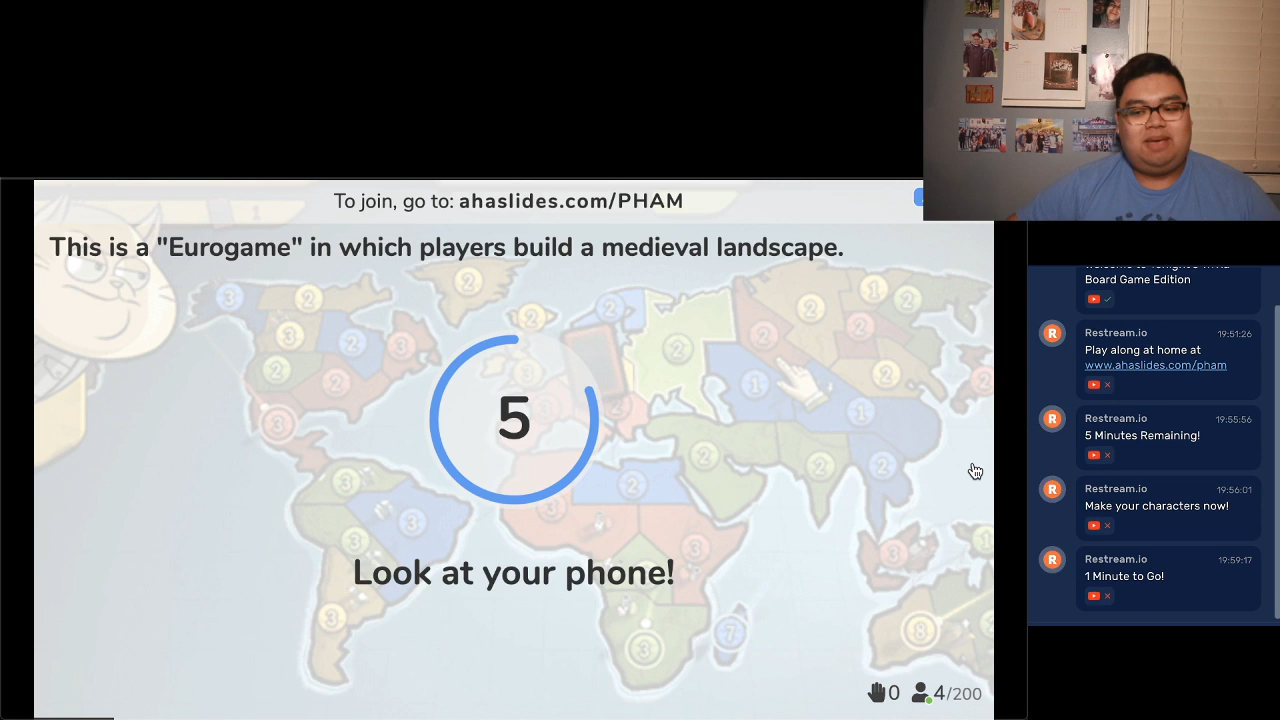 To join, go to: ahaslides.com/PHAM
This is a "Eurogame" in which players build a medieval landscape.
5
Look at your phone!
0 4/200
Board Game Edition
Restream.io 19:51:26
Play along at home at
www.ahaslides.com/pham
Restream.io 19:55:56
5 Minutes Remaining!
Restream.io 19:56:01
Make your characters now!
Restream.io 19:59:17
1 Minute to Go!